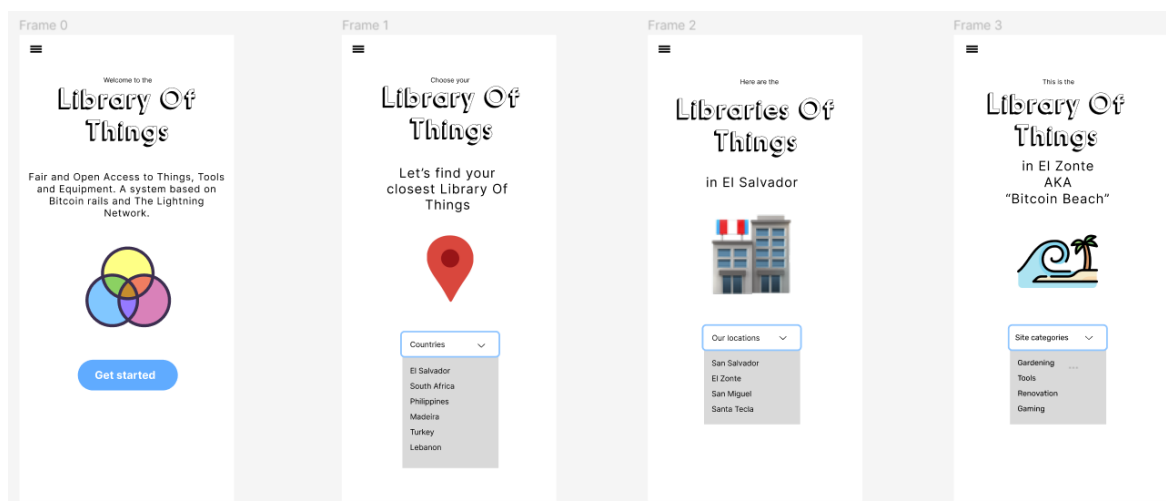 Frame 0
Welcome to the
Library Of
Things
Fair and Open Access to Things, Tools
and Equipment. A system based on
Bitcoin rails and The Lightning
Network.
Get started
Frame 1
Choose your
Library Of
Things
Let's find your
closest Library Of
Things
Countries
El Salvador
South Africa
Philippines
Madeira
Turkey
Lebanon
Frame 2
Here are the
Libraries Of
Things
in El Salvador
Our locations
San Salvador
El Zonte
San Miguel
Santa Tecla
Frame 3
This is the
Library Of
Things
in El Zonte
AKA
“Bitcoin Beach”
Site categories
Gardening
...
Tools
Renovation
Gaming